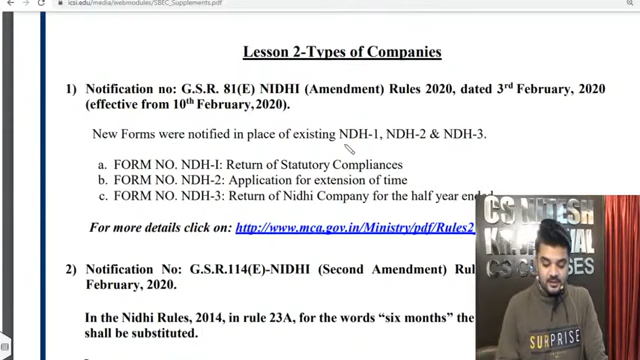 icsi.edu/media/webmodules/SBEC_Supplements.pdf
Lesson 2-Types of Companies
1) Notification no: G.S.R. 81(E) NIDHI (Amendment) Rules 2020, dated 3rd February, 2020
(effective from 10th February, 2020).
New Forms were notified in place of existing NDH-1, NDH-2 & NDH-3.
a. FORM NO. NDH-I: Return of Statutory Compliances
b. FORM NO. NDH-2: Application for extension of time
c. FORM NO. NDH-3: Return of Nidhi Company for the half year ended
For more details click on: http://www.mca.gov.in/Ministry/pdf/Rules2
2) Notification No: G.S.R.114(E)-NIDHI (Second Amendment)
February, 2020.
In the Nidhi Rules, 2014, in rule 23A, for the words “six months” the
shall be substituted.
CS NITESH
CS
SURPRISE